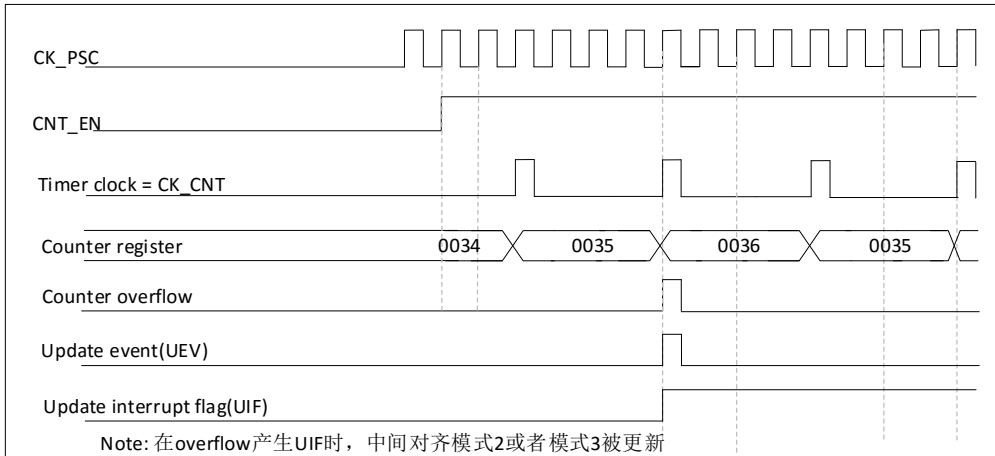 CK_PSC
CNT_EN
Timer clock = CK_CNT
Counter register 0034 0035 0036 0035
Counter overflow
Update event(UEV)
Update interrupt flag(UIF)
Note: 在overflow产生UIF时，中间对齐模式2或者模式3被更新